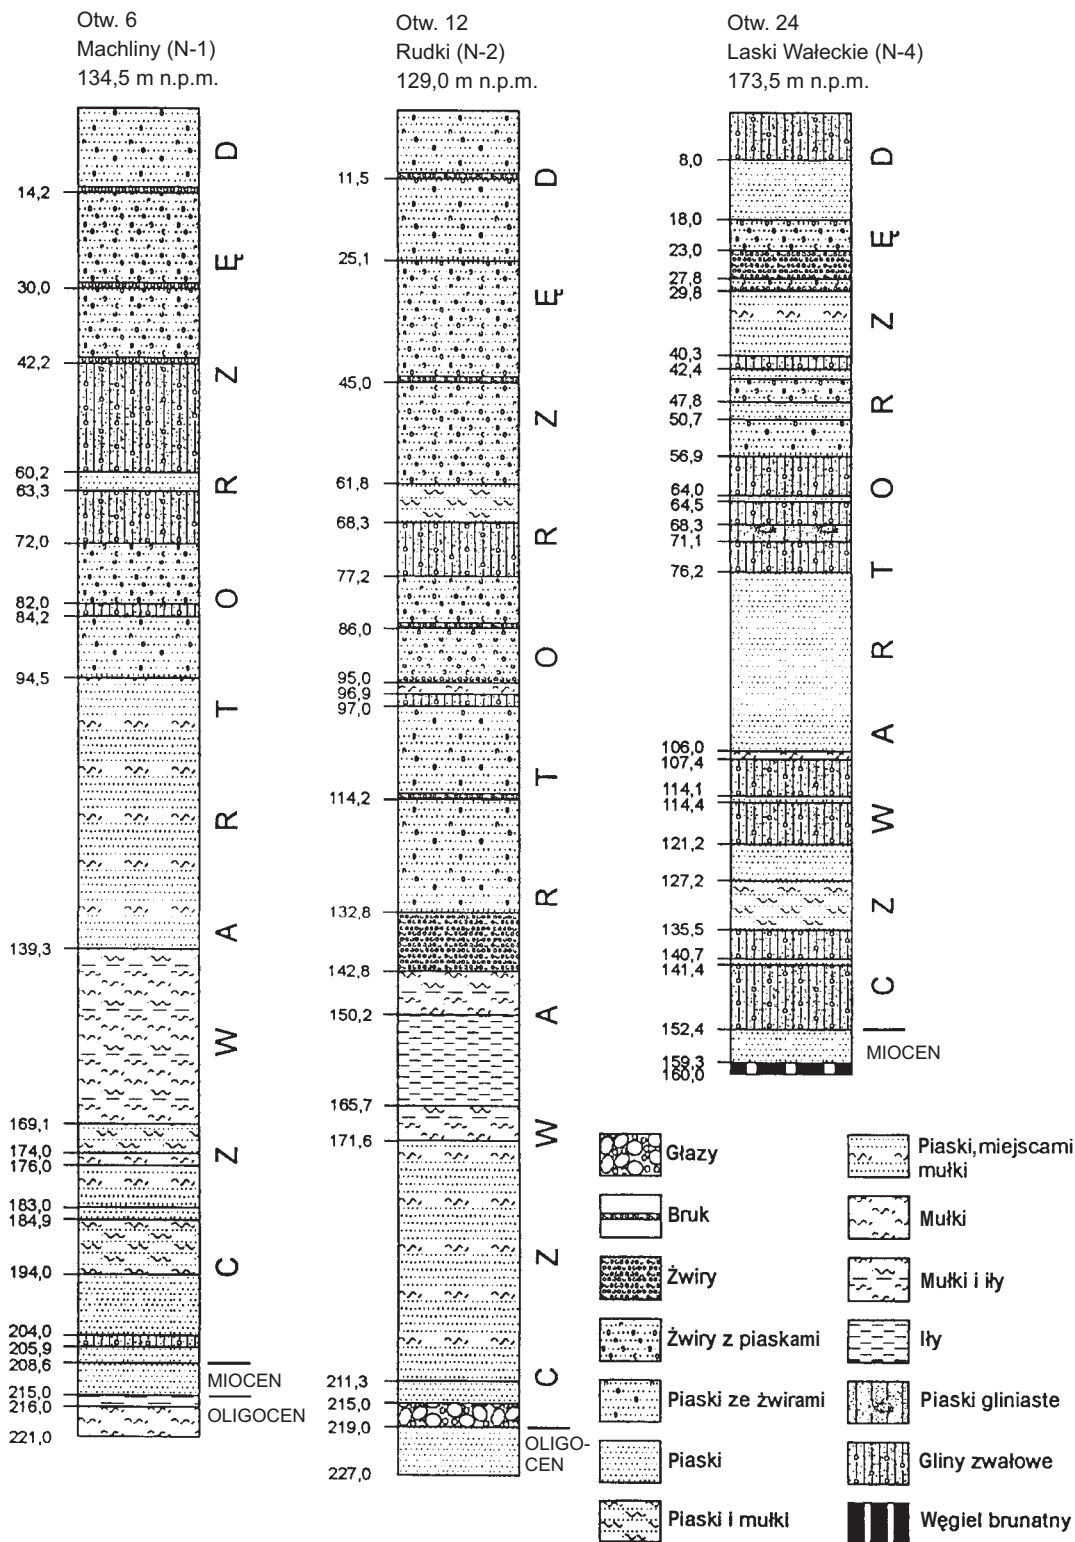 Otw. 6
Machliny (N-1)
134,5 m n.p.m.
14,2
30,0
42,2
60,2
63,3
72,0
82,0
84,2
94,5
139,3
169,1
174,0
176,0
183,0
184,9
194,0
204,0
205,9
208,6
215,0
216,0
221,0
CZWARTORZĘD
MIOCEN
OLIGOCEN
Otw. 12
Rudki (N-2)
129,0 m n.p.m.
11,5
25,1
45,0
61,8
68,3
77,2
86,0
95,0
96,9
97,0
114,2
132,8
142,8
150,2
165,7
171,6
211,3
215,0
219,0
227,0
CZWARTORZĘD
OLIGO-
CEN
Otw. 24
Laski Wałeckie (N-4)
173,5 m n.p.m.
8,0
18,0
23,0
27,8
29,8
40,3
42,4
47,8
50,7
56,9
64,0
64,5
68,3
71,1
76,2
106,0
107,4
114,1
114,4
121,2
127,2
135,5
140,7
141,4
152,4
159,3
160,0
CZWARTORZĘD
MIOCEN
Głazy
Bruk
Żwiry
Żwiry z piaskami
Piaski ze żwirami
Piaski
Piaski i mułki
Piaski, miejscami
mułki
Mułki
Mułki i iły
Iły
Piaski gliniaste
Gliny zwałowe
Węgiel brunatny